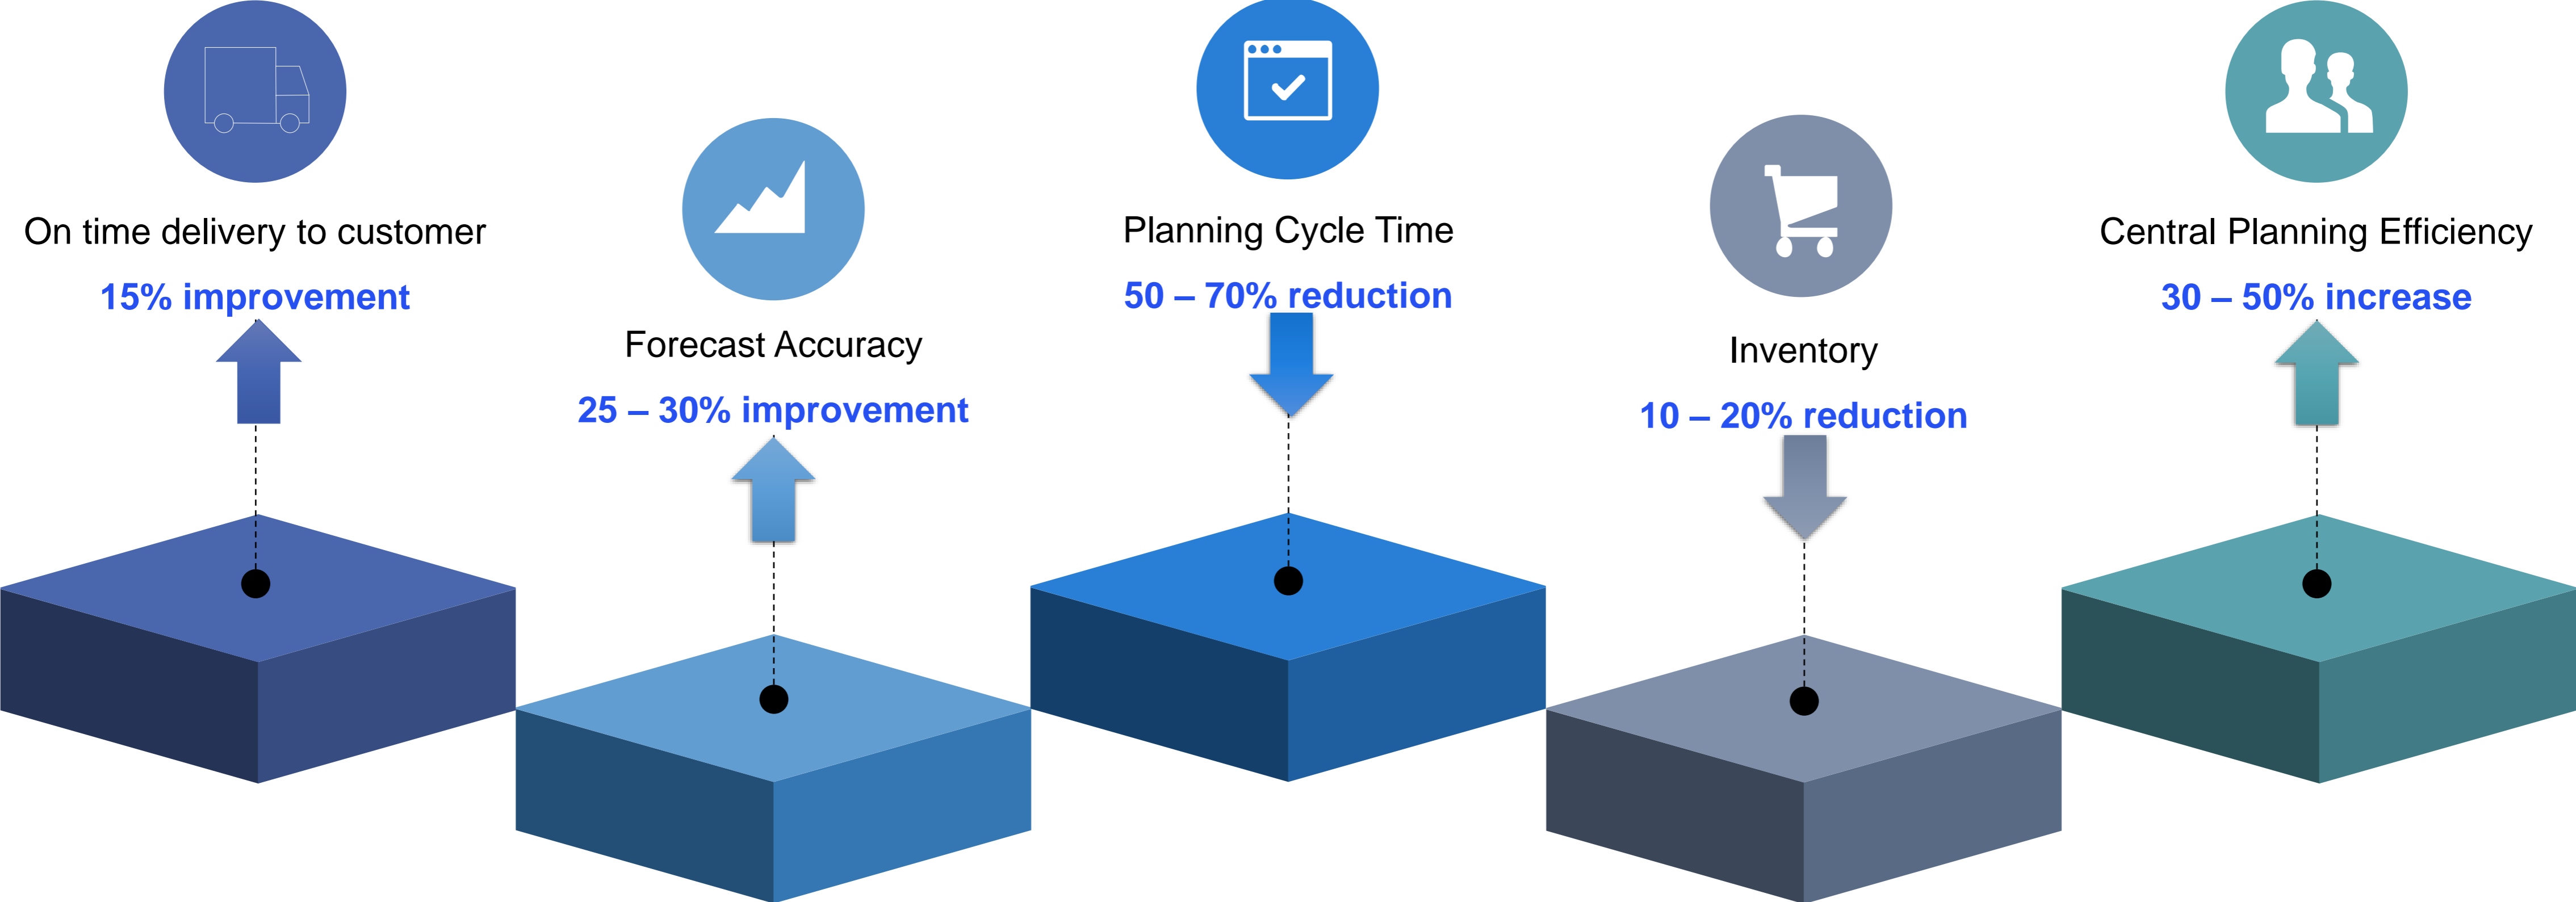 On time delivery to customer
15% improvement
Forecast Accuracy
25 – 30% improvement
Planning Cycle Time
50 – 70% reduction
Inventory
10 – 20% reduction
Central Planning Efficiency
30 – 50% increase